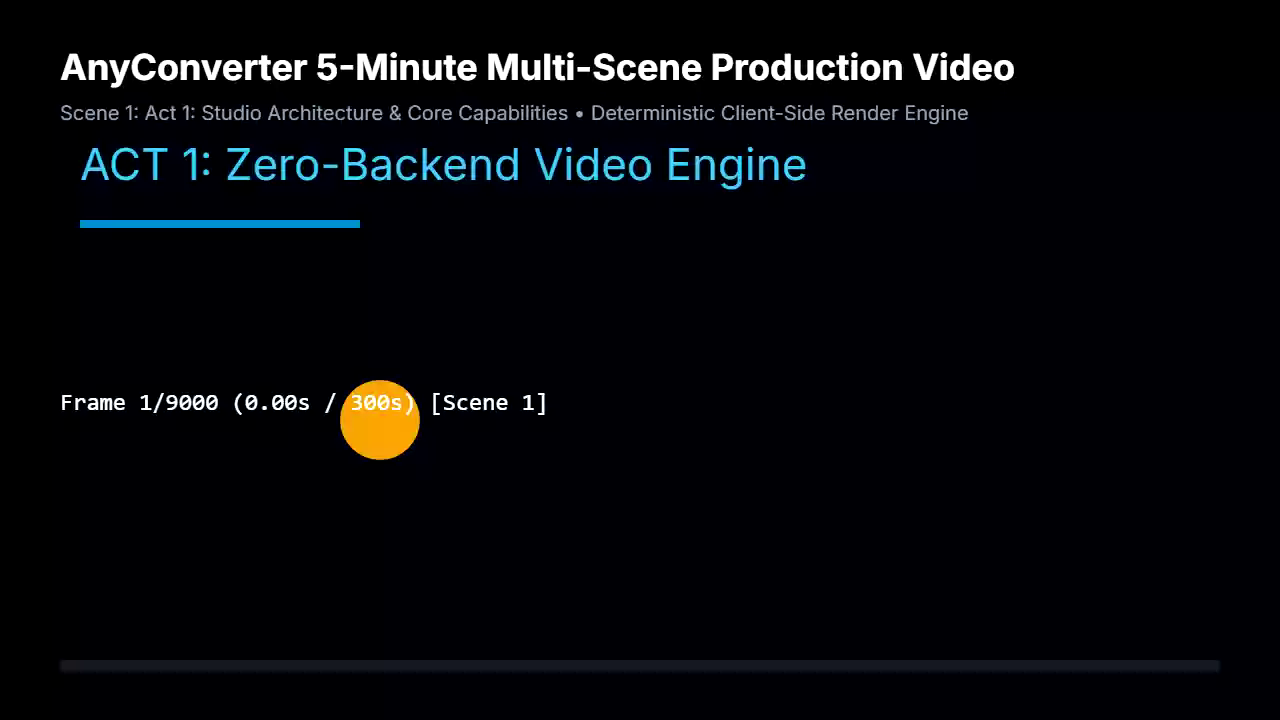 AnyConverter 5-Minute Multi-Scene Production Video
Scene 1: Act 1: Studio Architecture & Core Capabilities • Deterministic Client-Side Render Engine
ACT 1: Zero-Backend Video Engine
Frame 1/9000 (0.00s / 300s) [Scene 1]